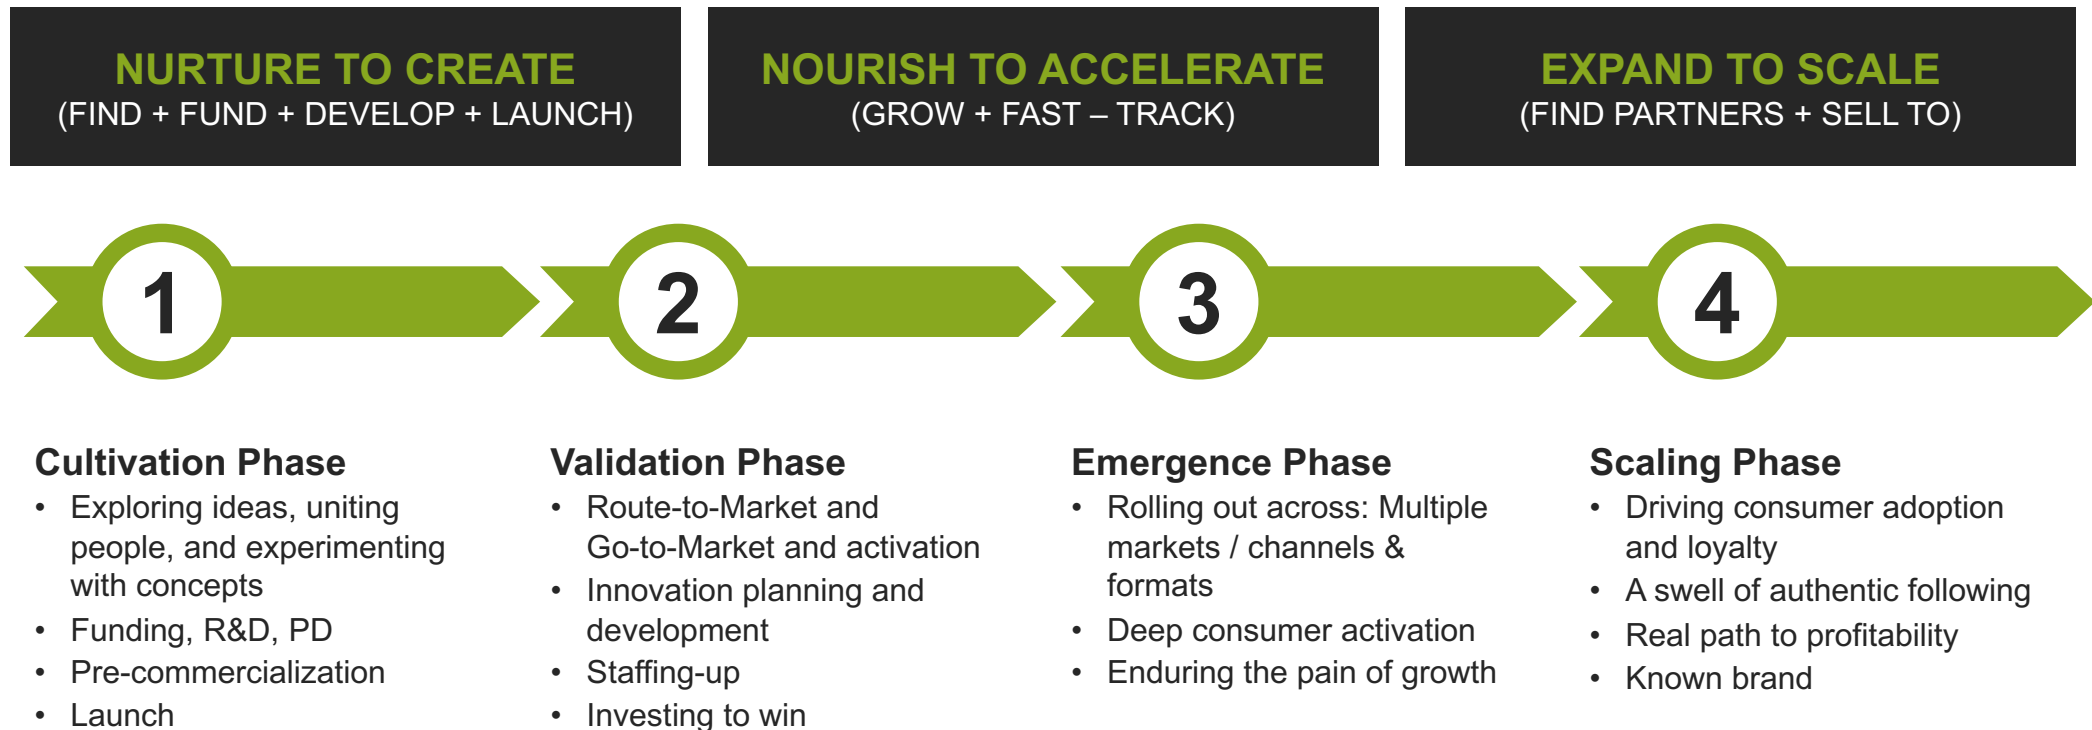 NURTURE TO CREATE
(FIND + FUND + DEVELOP + LAUNCH)
NOURISH TO ACCELERATE
(GROW + FAST – TRACK)
EXPAND TO SCALE
(FIND PARTNERS + SELL TO)
1
2
3
4
Cultivation Phase
• Exploring ideas, uniting
people, and experimenting
with concepts
• Funding, R&D, PD
• Pre-commercialization
• Launch
Validation Phase
• Route-to-Market and
Go-to-Market and activation
• Innovation planning and
development
• Staffing-up
• Investing to win
Emergence Phase
• Rolling out across: Multiple
markets / channels &
formats
• Deep consumer activation
• Enduring the pain of growth
Scaling Phase
• Driving consumer adoption
and loyalty
• A swell of authentic following
• Real path to profitability
• Known brand